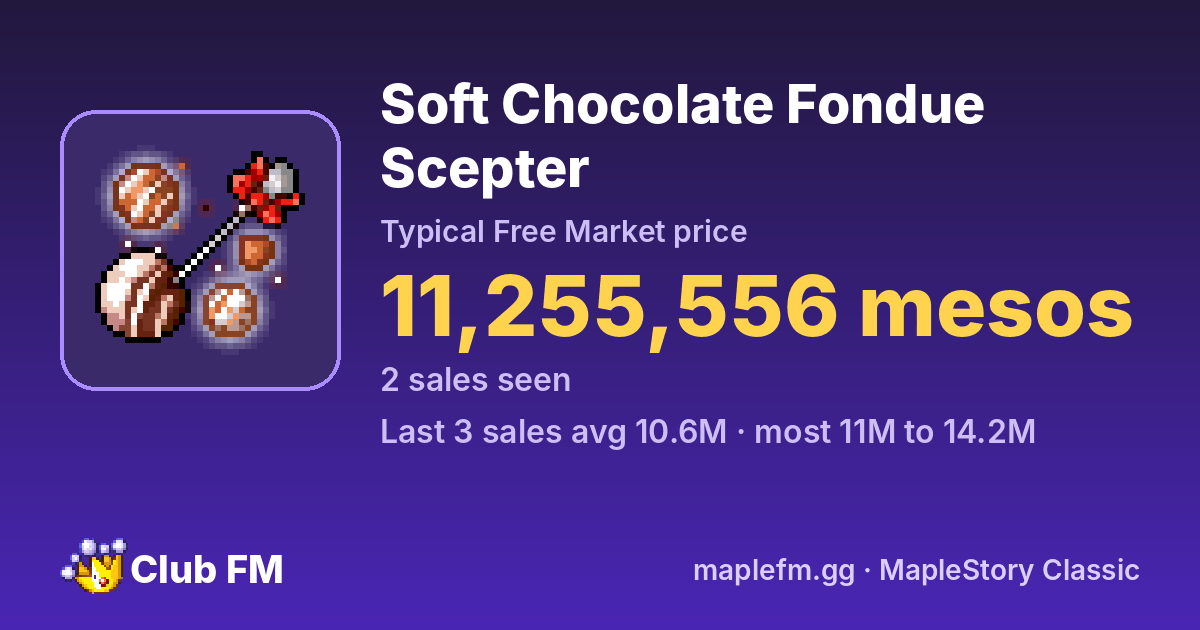 Soft Chocolate Fondue
Scepter
Typical Free Market price
11,255,556 mesos
2 sales seen
Last 3 sales avg 10.6M · most 11M to 14.2M
Club FM
maplefm.gg · MapleStory Classic